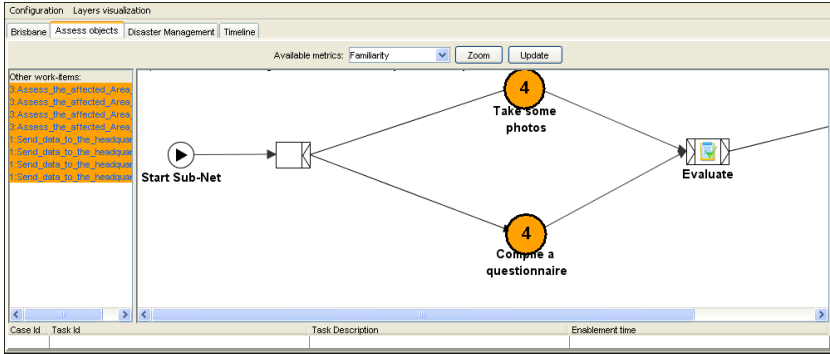 Configuration Layers visualization
Brisbane Assess objects Disaster Management Timeline
Available metrics: Familiarity Zoom Update
Other work-items:
3:Assess_the_affected_Area_
3:Assess_the_affected_Area_
3:Assess_the_affected_Area_
3:Assess_the_affected_Area_
1:Send_data_to_the_headquar
1:Send_data_to_the_headquar
1:Send_data_to_the_headquar
1:Send_data_to_the_headquar
4
Take some
photos
Start Sub-Net
Evaluate
4
Compile a
questionnaire
Case Id Task Id Task Description Enablement time